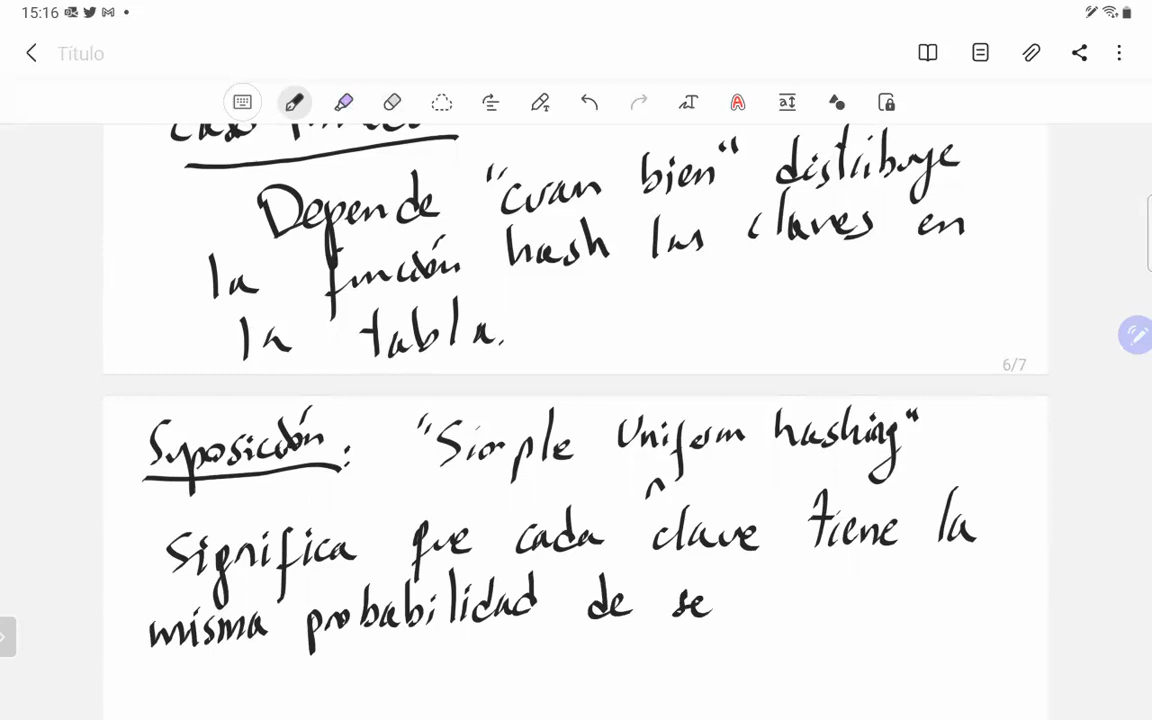 15:16
Título
Caso
Depende "cuan bien" distribuye
la función hash las claves en
la tabla.
6/7
Suposición: "Simple Uniform hashing"
Significa que cada clave tiene la
misma probabilidad de se